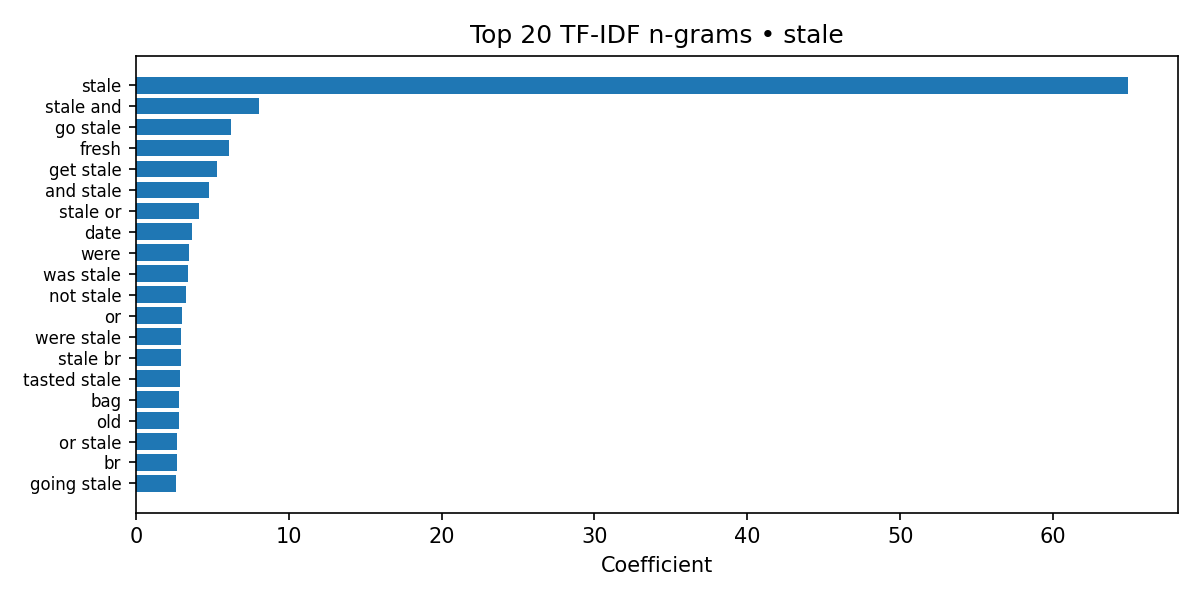 Top 20 TF-IDF n-grams • stale
stale
stale and
go stale
fresh
get stale
and stale
stale or
date
were
was stale
not stale
or
were stale
stale br
tasted stale
bag
old
or stale
br
going stale
0 10 20 30 40 50 60
Coefficient